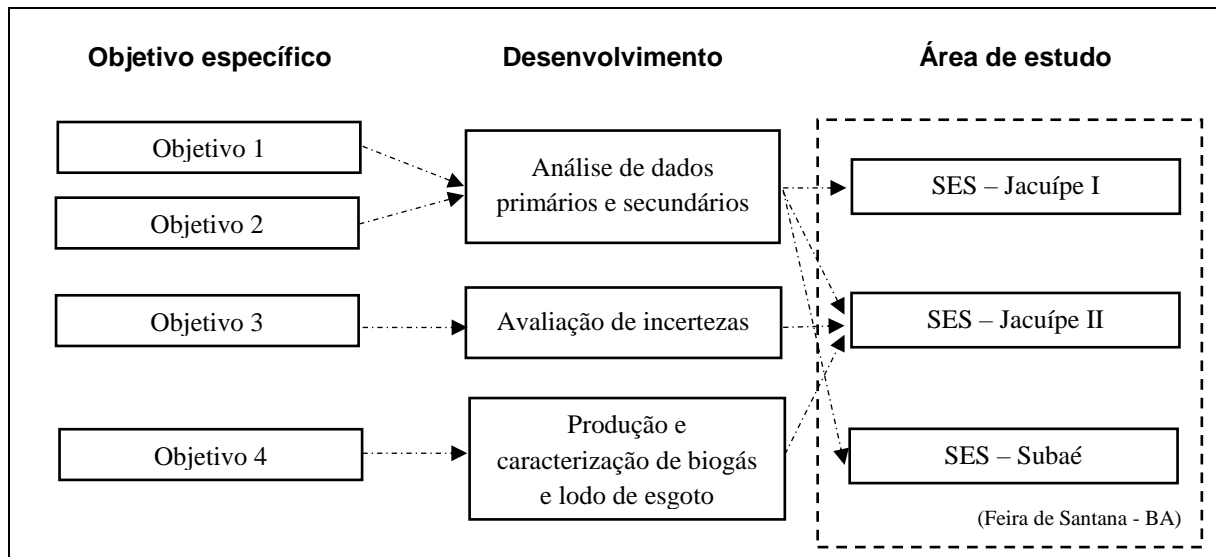 Objetivo específico
Desenvolvimento
Área de estudo
Objetivo 1
Objetivo 2
Objetivo 3
Objetivo 4
Análise de dados
primários e secundários
Avaliação de incertezas
Produção e
caracterização de biogás
e lodo de esgoto
SES – Jacuípe I
SES – Jacuípe II
SES – Subaé
(Feira de Santana - BA)